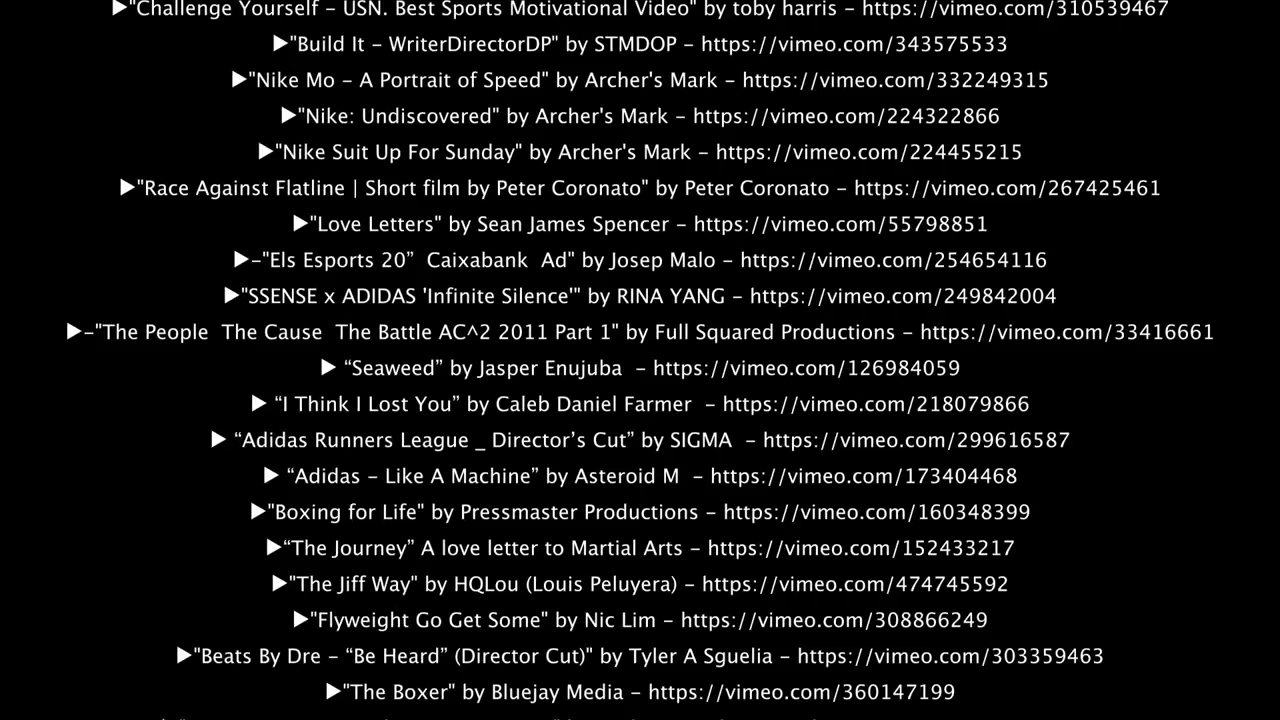 ▶"Challenge Yourself - USN. Best Sports Motivational Video" by toby harris - https://vimeo.com/310539467
▶"Build It - WriterDirectorDP" by STMDOP - https://vimeo.com/343575533
▶"Nike Mo - A Portrait of Speed" by Archer's Mark - https://vimeo.com/332249315
▶"Nike: Undiscovered" by Archer's Mark - https://vimeo.com/224322866
▶"Nike Suit Up For Sunday" by Archer's Mark - https://vimeo.com/224455215
▶"Race Against Flatline | Short film by Peter Coronato" by Peter Coronato - https://vimeo.com/267425461
▶"Love Letters" by Sean James Spencer - https://vimeo.com/55798851
▶-"Els Esports 20”  Caixabank  Ad" by Josep Malo - https://vimeo.com/254654116
▶"SSENSE x ADIDAS 'Infinite Silence'" by RINA YANG - https://vimeo.com/249842004
▶-"The People  The Cause  The Battle AC^2 2011 Part 1" by Full Squared Productions - https://vimeo.com/33416661
▶ “Seaweed” by Jasper Enujuba  - https://vimeo.com/126984059
▶ “I Think I Lost You” by Caleb Daniel Farmer  - https://vimeo.com/218079866
▶ “Adidas Runners League _ Director’s Cut” by SIGMA  - https://vimeo.com/299616587
▶ “Adidas - Like A Machine” by Asteroid M  - https://vimeo.com/173404468
▶"Boxing for Life" by Pressmaster Productions - https://vimeo.com/160348399
▶“The Journey” A love letter to Martial Arts - https://vimeo.com/152433217
▶"The Jiff Way" by HQLou (Louis Peluyera) - https://vimeo.com/474745592
▶"Flyweight Go Get Some" by Nic Lim - https://vimeo.com/308866249
▶"Beats By Dre - “Be Heard” (Director Cut)" by Tyler A Sguelia - https://vimeo.com/303359463
▶"The Boxer" by Bluejay Media - https://vimeo.com/360147199